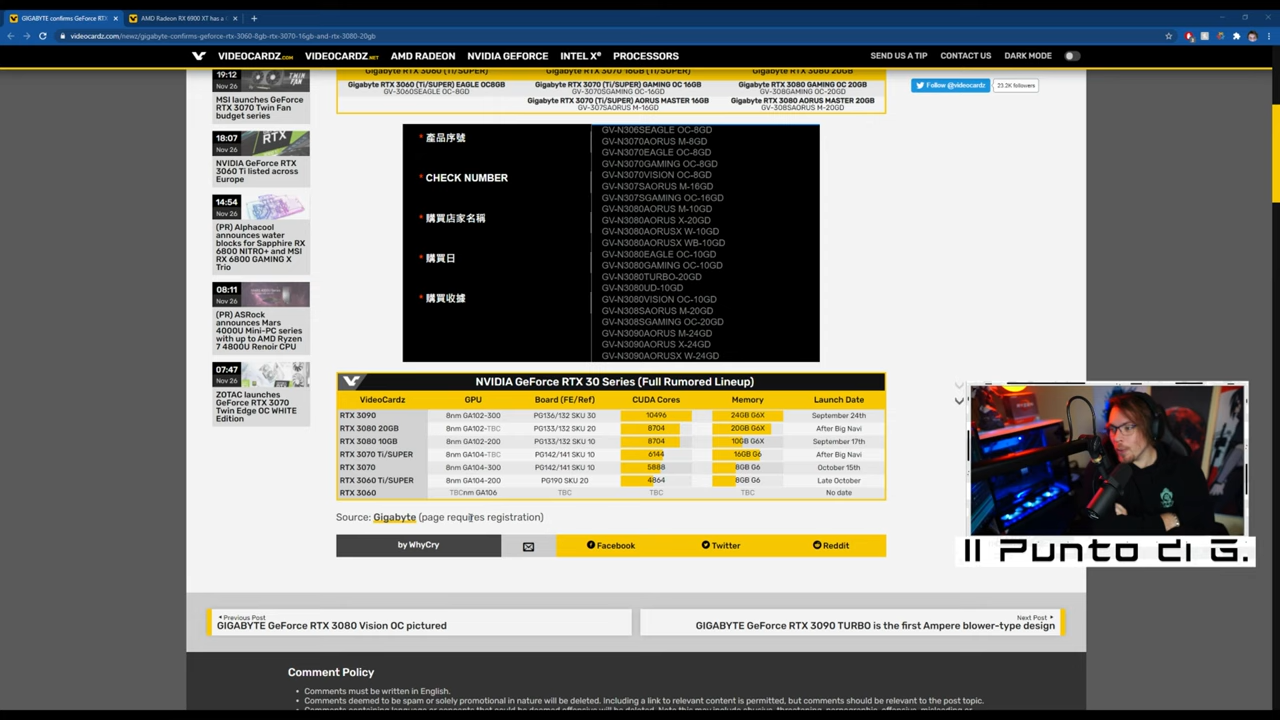 GIGABYTE confirms GeForce RTX
AMD Radeon RX 6900 XT has a
videocardz.com/newz/gigabyte-confirms-geforce-rtx-3060-8gb-rtx-3070-16gb-and-rtx-3080-20gb
VIDEOCARDZ.COM
VIDEOCARDZ.NET
AMD RADEON
NVIDIA GEFORCE
INTEL Xe
PROCESSORS
SEND US A TIP
CONTACT US
DARK MODE
19:12
Nov 26
MSI launches GeForce
RTX 3070 Twin Fan
budget series
18:07
Nov 26
NVIDIA GeForce RTX
3060 Ti listed across
Europe
14:54
Nov 26
(PR) Alphacool
announces water
blocks for Sapphire RX
6800 NITRO+ and MSI
RX 6800 GAMING X
Trio
08:11
Nov 26
(PR) ASRock
announces Mars
4000U Mini-PC series
with up to AMD Ryzen
7 4800U Renoir CPU
07:47
Nov 26
ZOTAC launches
GeForce RTX 3070
Twin Edge OC WHITE
Edition
Gigabyte RTX 3060 (Ti/SUPER)
Gigabyte RTX 3070 16GB (Ti/SUPER)
Gigabyte RTX 3080 20GB
Gigabyte RTX 3060 (Ti/SUPER) EAGLE OC8GB
GV-3060SEAGLE OC-8GD
Gigabyte RTX 3070 (Ti/SUPER) GAMING OC 16GB
GV-3070SGAMING OC-16GD
Gigabyte RTX 3080 GAMING OC 20GB
GV-308GAMING OC-20GD
Gigabyte RTX 3070 (Ti/SUPER) AORUS MASTER 16GB
GV-307SAORUS M-16GD
Gigabyte RTX 3080 AORUS MASTER 20GB
GV-308SAORUS M-20GD
Follow @videocardz
23.2K followers
* 產品序號
* CHECK NUMBER
* 購買店家名稱
* 購買日
* 購買收據
GV-N306SEAGLE OC-8GD
GV-N3070AORUS M-8GD
GV-N3070EAGLE OC-8GD
GV-N3070GAMING OC-8GD
GV-N3070VISION OC-8GD
GV-N307SAORUS M-16GD
GV-N307SGAMING OC-16GD
GV-N3080AORUS M-10GD
GV-N3080AORUS X-20GD
GV-N3080AORUSX W-10GD
GV-N3080AORUSX WB-10GD
GV-N3080EAGLE OC-10GD
GV-N3080GAMING OC-10GD
GV-N3080TURBO-20GD
GV-N3080UD-10GD
GV-N3080VISION OC-10GD
GV-N308SAORUS M-20GD
GV-N308SGAMING OC-20GD
GV-N3090AORUS M-24GD
GV-N3090AORUS X-24GD
GV-N3090AORUSX W-24GD
NVIDIA GeForce RTX 30 Series (Full Rumored Lineup)
VideoCardz GPU Board (FE/Ref) CUDA Cores Memory Launch Date
RTX 3090 8nm GA102-300 PG136/132 SKU 30 10496 24GB G6X September 24th
RTX 3080 20GB 8nm GA102-TBC PG133/132 SKU 20 8704 20GB G6X After Big Navi
RTX 3080 10GB 8nm GA102-200 PG133/132 SKU 10 8704 10GB G6X September 17th
RTX 3070 Ti/SUPER 8nm GA104-400 PG142/141 SKU 10 6144 16GB G6 After Big Navi
RTX 3070 8nm GA104-300 PG142/141 SKU 10 5888 8GB G6 October 15th
RTX 3060 Ti/SUPER 8nm GA104-200 PG190 SKU 20 4864 8GB G6 Late October
RTX 3060 TBCnm GA106 TBC TBC TBC No date
Source: Gigabyte (page requires registration)
by WhyCry
Facebook
Twitter
Reddit
Il Punto di G.
Previous Post
GIGABYTE GeForce RTX 3080 Vision OC pictured
Next Post
GIGABYTE GeForce RTX 3090 TURBO is the first Ampere blower-type design
Comment Policy
Comments must be written in English.
Comments deemed to be spam or solely promotional in nature will be deleted. Including a link to relevant content is permitted, but comments should be relevant to the post topic.